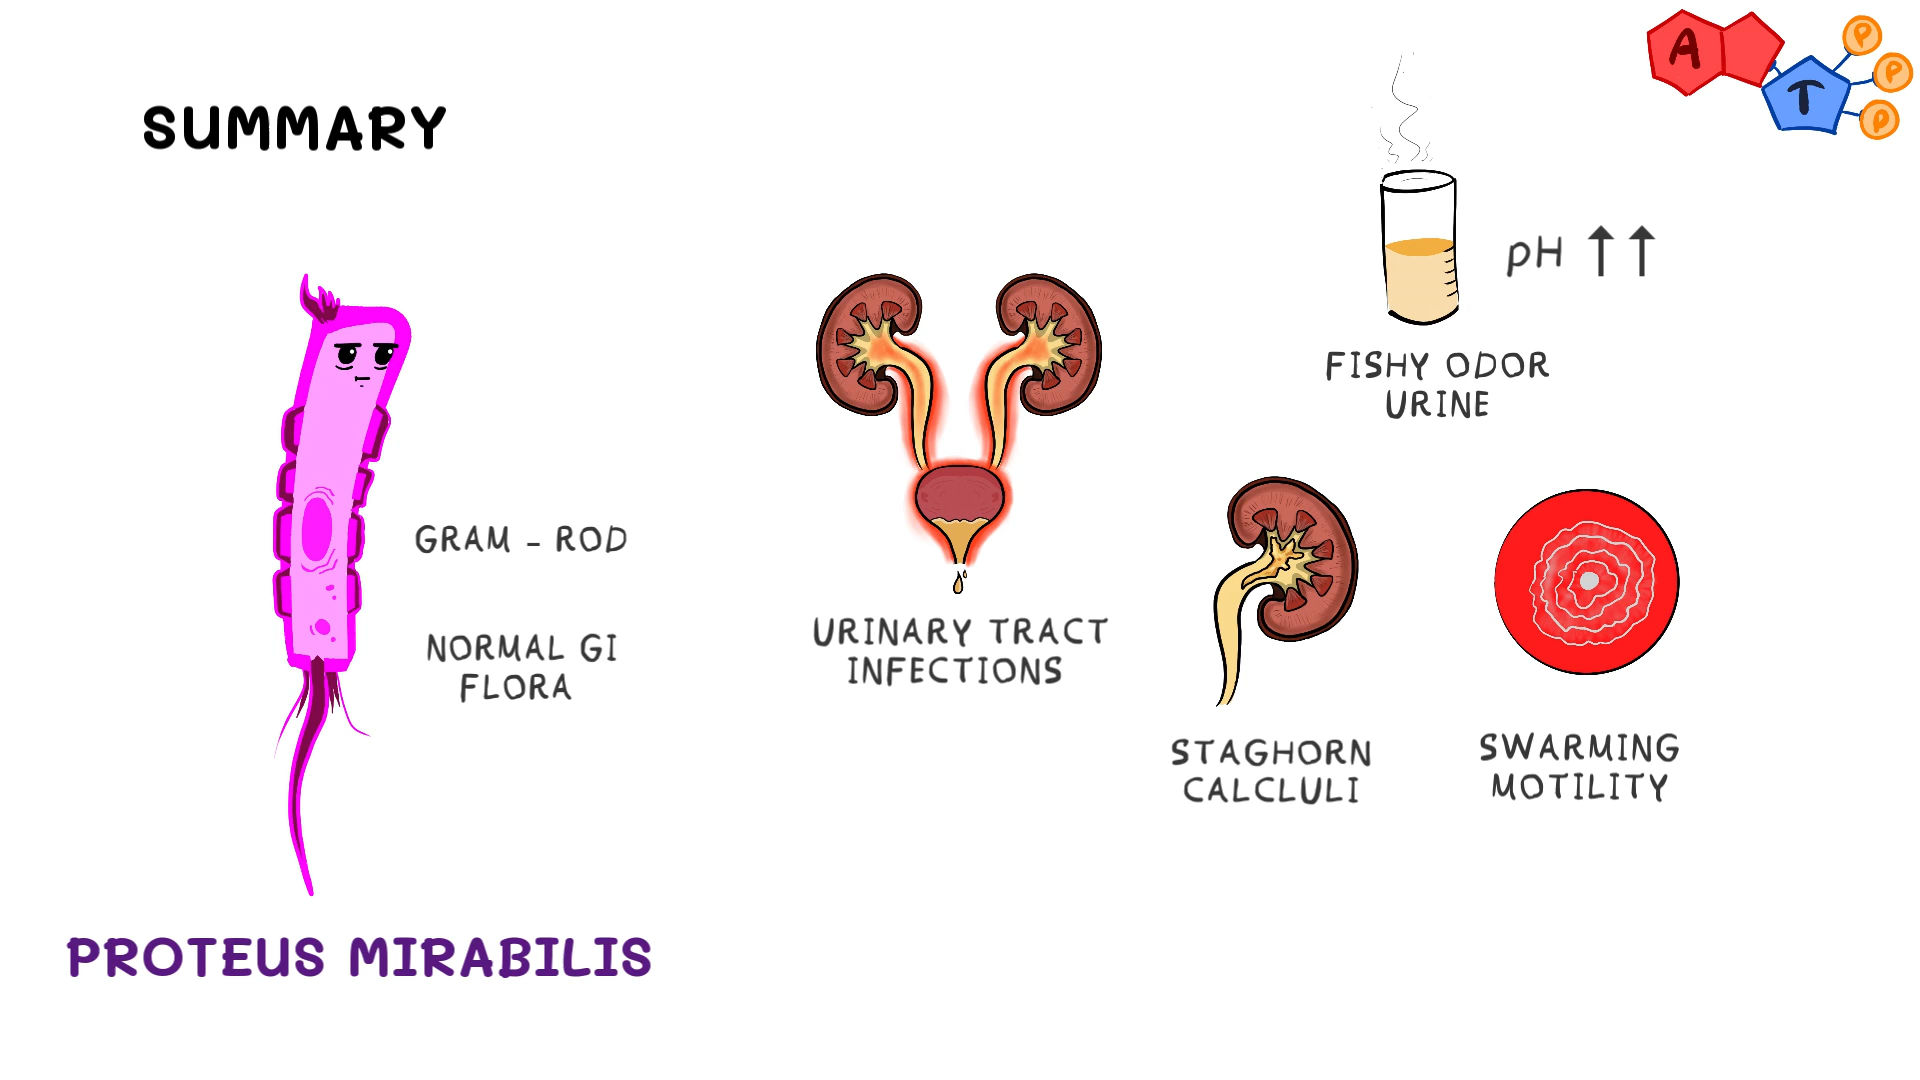 SUMMARY
A
T
P
P
P
pH ↑↑
FISHY ODOR
URINE
GRAM - ROD
NORMAL GI
FLORA
URINARY TRACT
INFECTIONS
STAGHORN
CALCLULI
SWARMING
MOTILITY
PROTEUS MIRABILIS